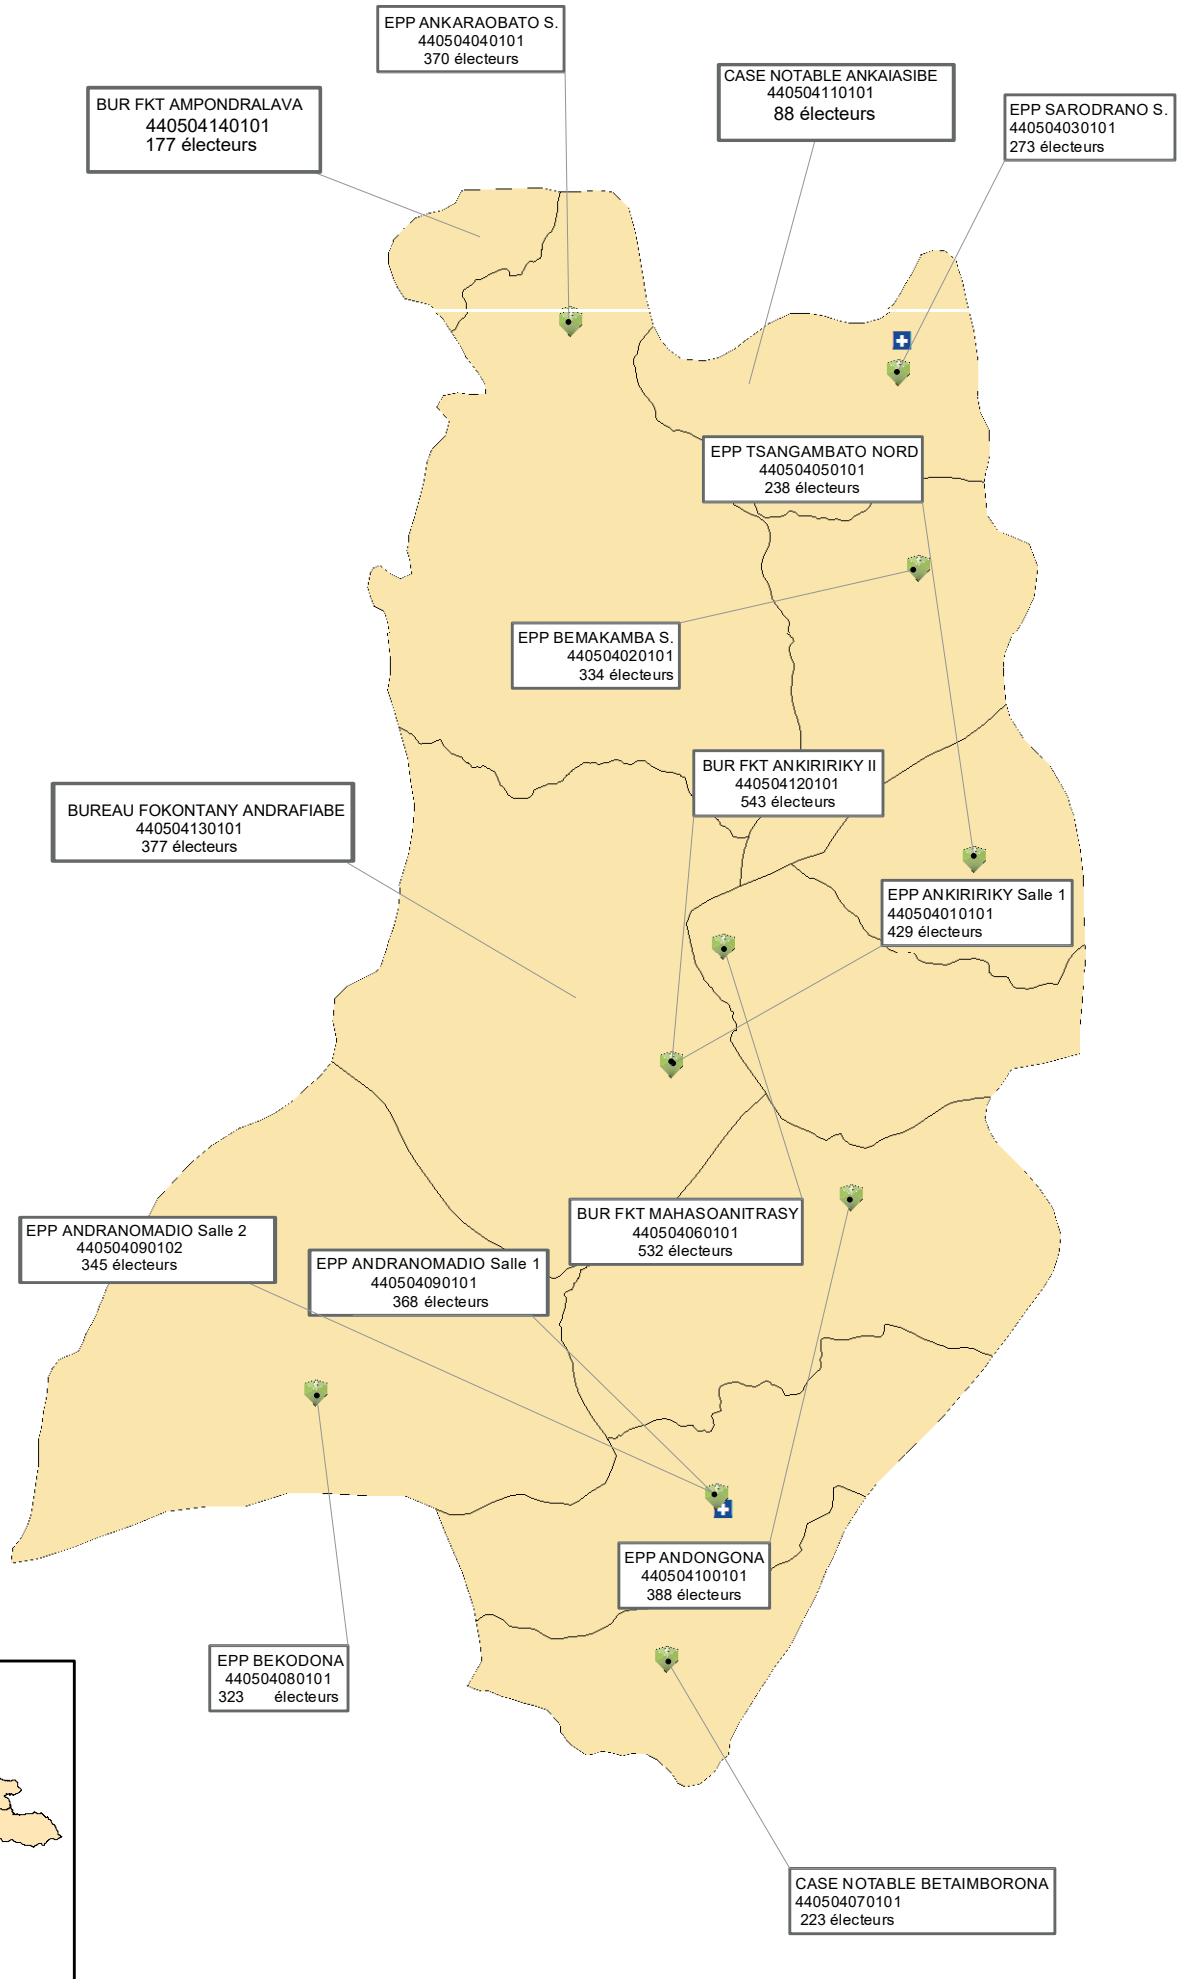 EPP ANKARAOBATO S.
440504040101
370 électeurs
CASE NOTABLE ANKAIASIBE
440504110101
88 électeurs
BUR FKT AMPONDRALAVA
440504140101
177 électeurs
EPP SARODRANO S.
440504030101
273 électeurs
EPP TSANGAMBATO NORD
440504050101
238 électeurs
EPP BEMAKAMBA S.
440504020101
334 électeurs
BUR FKT ANKIRIRIKY II
440504120101
543 électeurs
BUREAU FOKONTANY ANDRAFIABE
440504130101
377 électeurs
EPP ANKIRIRIKY Salle 1
440504010101
429 électeurs
BUR FKT MAHASOANITRASY
440504060101
532 électeurs
EPP ANDRANOMADIO Salle 2
440504090102
345 électeurs
EPP ANDRANOMADIO Salle 1
440504090101
368 électeurs
EPP ANDONGONA
440504100101
388 électeurs
EPP BEKODONA
440504080101
323 électeurs
CASE NOTABLE BETAIMBORONA
440504070101
223 électeurs